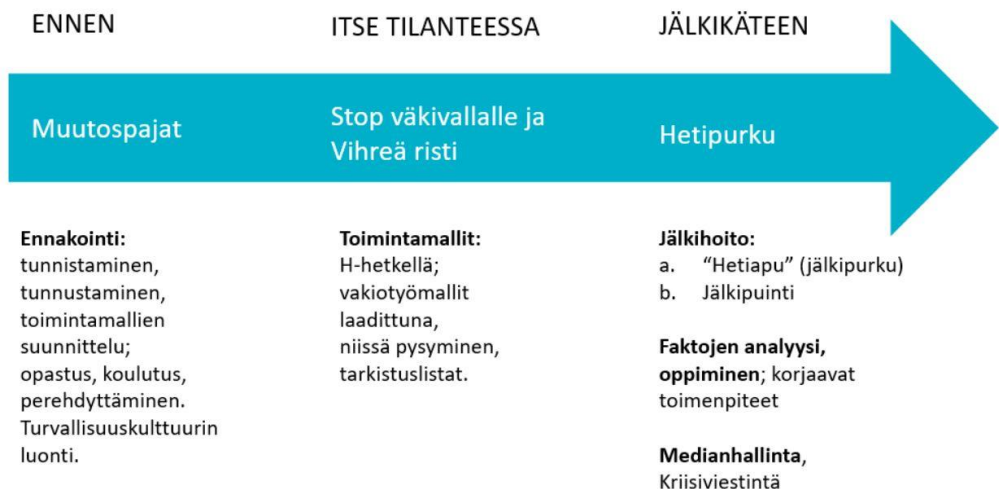 ENNEN
ITSE TILANTEESSA
JÄLKIKÄTEEN
Muutospajat
Stop väkivallalle ja
Vihreä risti
Hetipurku
Ennakointi:
tunnistaminen,
tunnustaminen,
toimintamallien
suunnittelu;
opastus, koulutus,
perehdyttäminen.
Turvallisuuskulttuurin
luonti.
Toimintamallit:
H-hetkellä;
vakiotyömallit
laadittuna,
niissä pysyminen,
tarkistuslistat.
Jälkihoito:
a. “Hetiapu” (jälkipurku)
b. Jälkipuinti
Faktojen analyysi,
oppiminen; korjaavat
toimenpiteet
Medianhallinta,
Kriisiviestintä